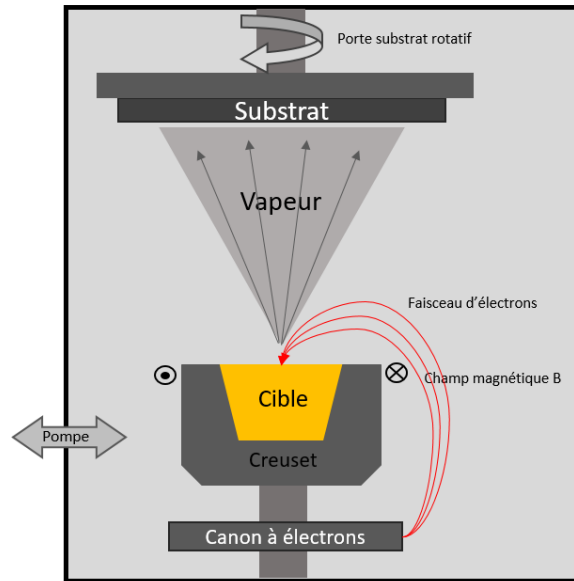 Porte substrat rotatif
Substrat
Vapeur
Faisceau d'électrons
Champ magnétique B
Cible
Pompe
Creuset
Canon à électrons